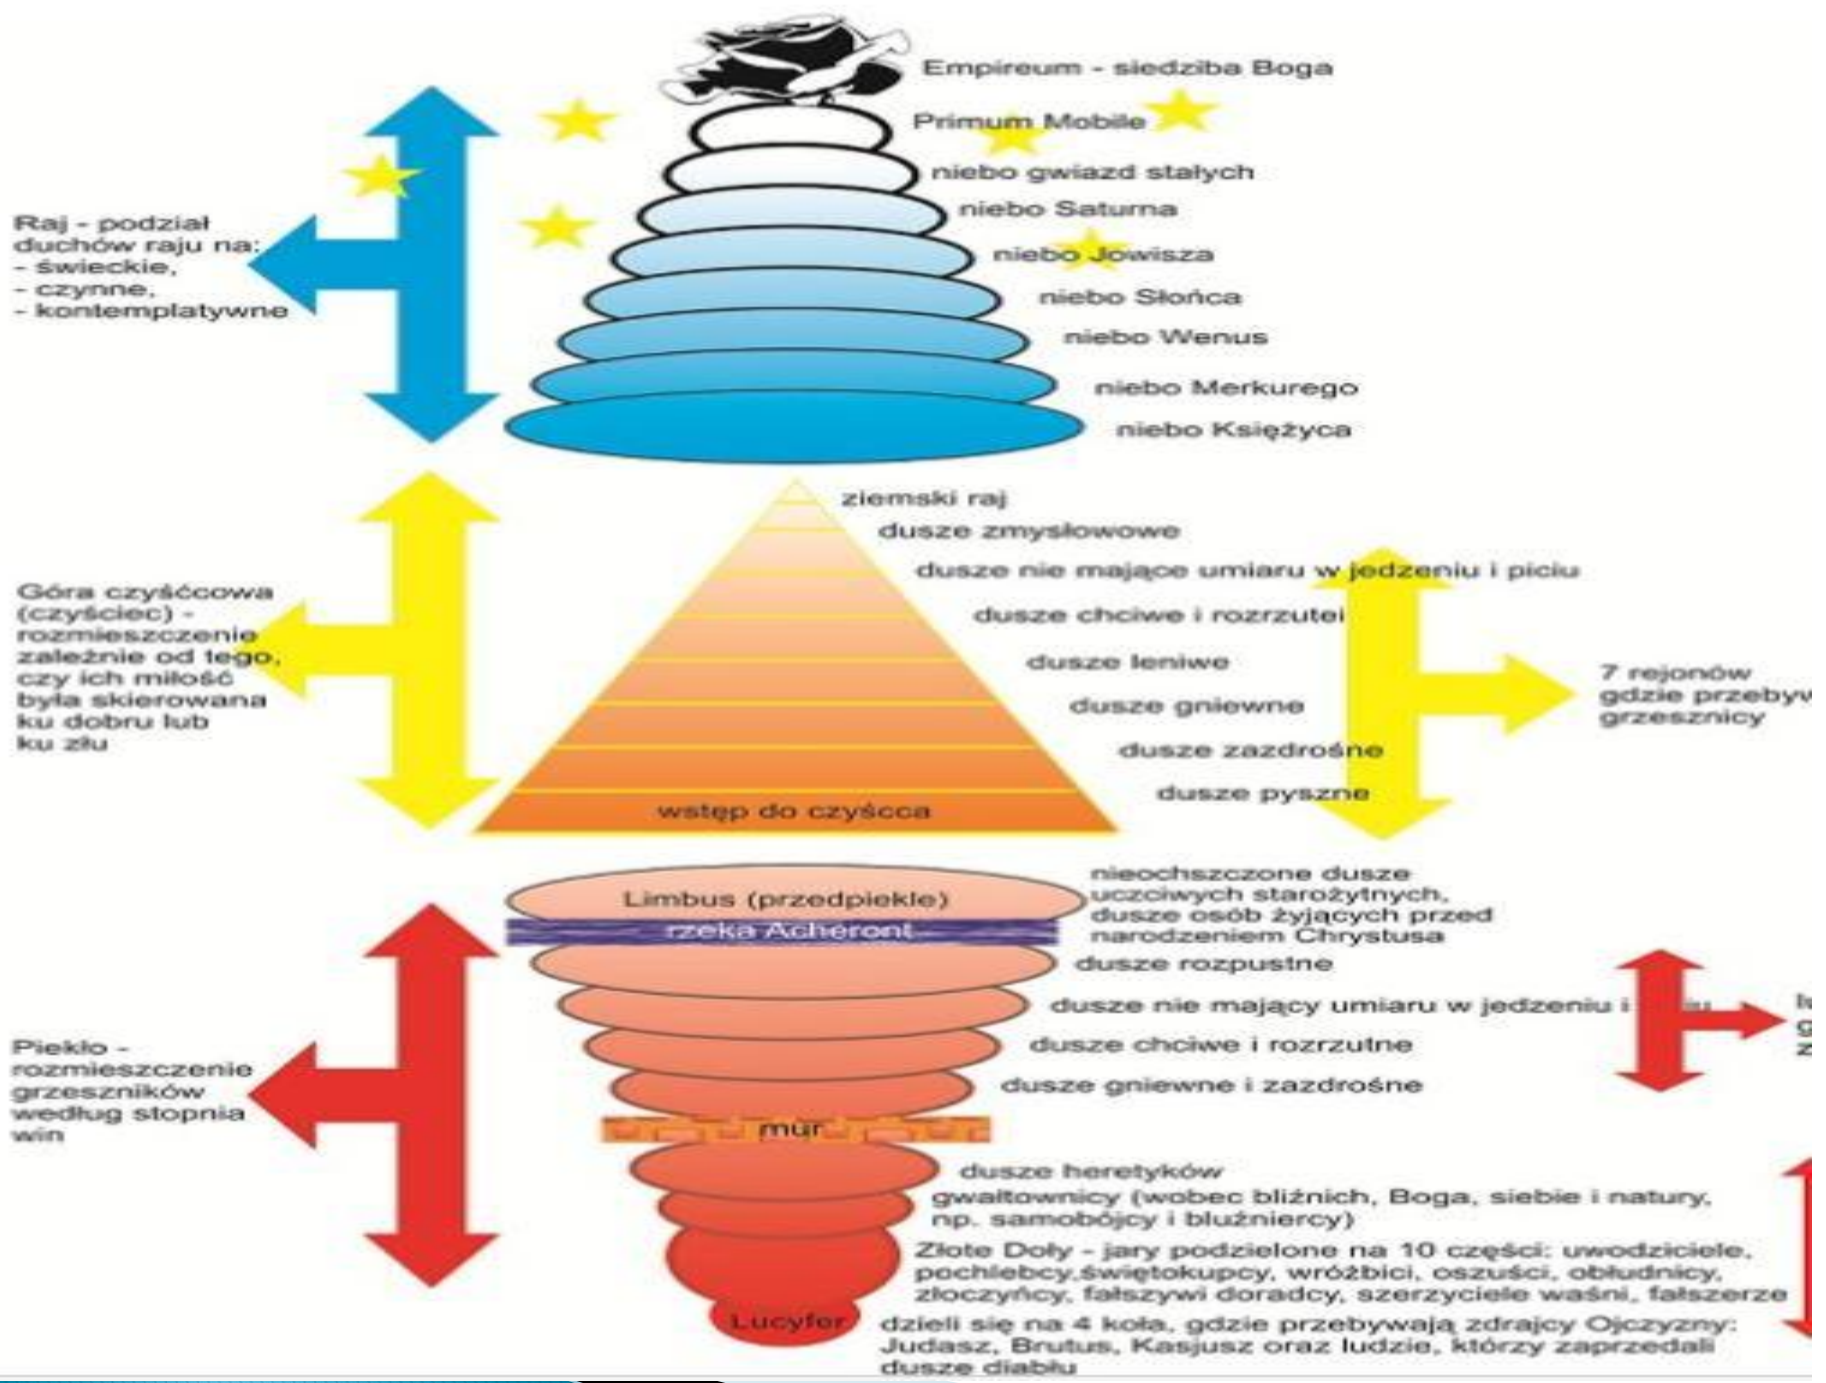 Empireum - siedziba Boga
Primum Mobile
niebo gwiazd stałych
niebo Saturna
niebo Jowisza
niebo Słońca
niebo Wenus
niebo Merkurego
niebo Księżyca
Raj - podział
duchów raju na:
- świeckie,
- czynne,
- kontemplatywne
ziemski raj
dusze zmysłowowe
dusze nie mające umiaru w jedzeniu i piciu
dusze chciwe i rozrzutei
dusze leniwe
dusze gniewne
dusze zazdrośne
dusze pyszne
wstęp do czyścca
Góra czyśćcowa
(czyściec) -
rozmieszczenie
zależnie od tego,
czy ich miłość
była skierowana
ku dobru lub
ku złu
7 rejonów
gdzie przebyw
grzesznicy
Limbus (przedpiekle)
rzeka Acheront
nieochszczone dusze
uczciwych starożytnych,
dusze osób żyjących przed
narodzeniem Chrystusa
dusze rozpustne
dusze nie mający umiaru w jedzeniu i
dusze chciwe i rozrzutne
dusze gniewne i zazdrośne
mur
Piekło -
rozmieszczenie
grzeszników
według stopnia
win
dusze heretyków
gwałtownicy (wobec bliźnich, Boga, siebie i natury,
np. samobójcy i bluźniercy)
Złote Doły - jary podzielone na 10 części: uwodziciele,
pochlebcy,świętokupcy, wróżbici, oszuści, obłudnicy,
złoczyńcy, fałszywi doradcy, szerzyciele waśni, fałszerze
Lucyfer
dzieli się na 4 koła, gdzie przebywają zdrajcy Ojczyzny:
Judasz, Brutus, Kasjusz oraz ludzie, którzy zaprzedali
dusze diabłu